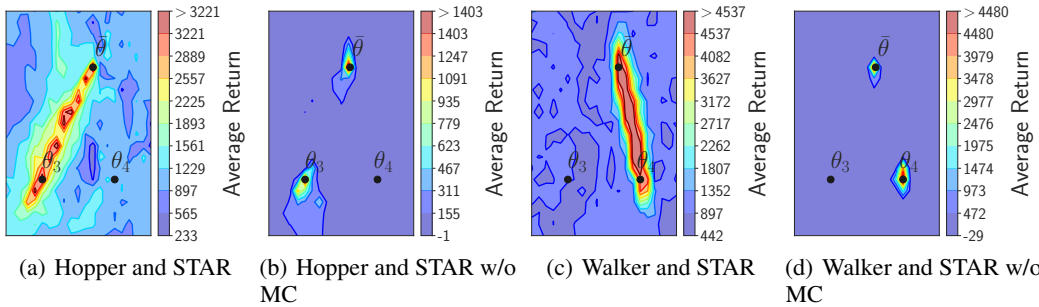 > 3221
3221
2889
2557
2225
1893
1561
1229
897
565
233
Average Return
θ̄
θ₃
θ₄
(a) Hopper and STAR
> 1403
1403
1247
1091
935
779
623
467
311
155
-1
Average Return
θ̄
θ₃
θ₄
(b) Hopper and STAR w/o
MC
> 4537
4537
4082
3627
3172
2717
2262
1807
1352
897
442
Average Return
θ̄
θ₃
θ₄
(c) Walker and STAR
> 4480
4480
3979
3478
2977
2476
1975
1474
973
472
-29
Average Return
θ̄
θ₃
θ₄
(d) Walker and STAR w/o
MC